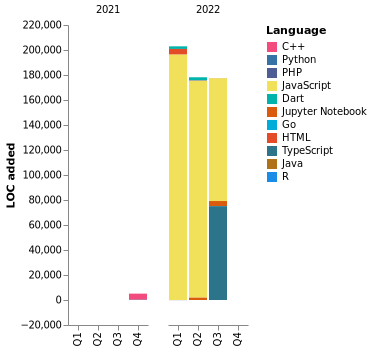 2021
2022
220,000
200,000
180,000
160,000
140,000
120,000
100,000
80,000
60,000
40,000
20,000
0
−20,000
LOC added
Q1
Q2
Q3
Q4
Q1
Q2
Q3
Q4
Language
C++
Python
PHP
JavaScript
Dart
Jupyter Notebook
Go
HTML
TypeScript
Java
R